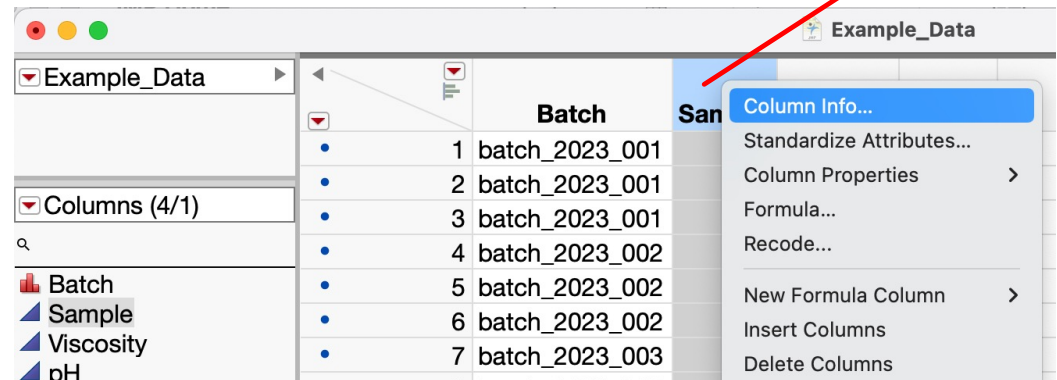 Example_Data
Example_Data
Columns (4/1)
Batch
Sample
Viscosity
pH
Batch
San
1 batch_2023_001
2 batch_2023_001
3 batch_2023_001
4 batch_2023_002
5 batch_2023_002
6 batch_2023_002
7 batch_2023_003
Column Info...
Standardize Attributes...
Column Properties
Formula...
Recode...
New Formula Column
Insert Columns
Delete Columns